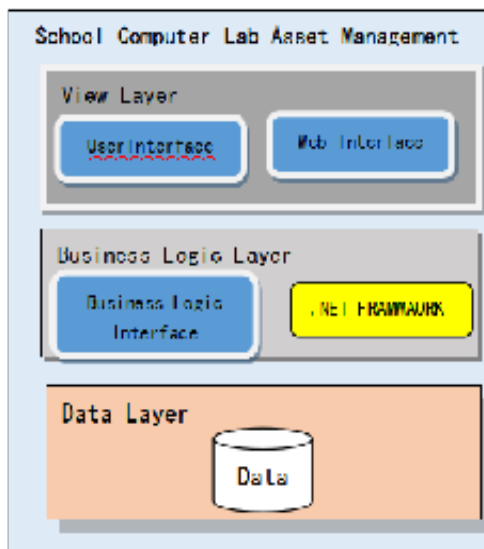 School Computer Lab Asset Management
View Layer
UserInterface
Web Interface
Business Logic Layer
Business Logic
Interface
.NET FRAMWAURK
Data Layer
Data